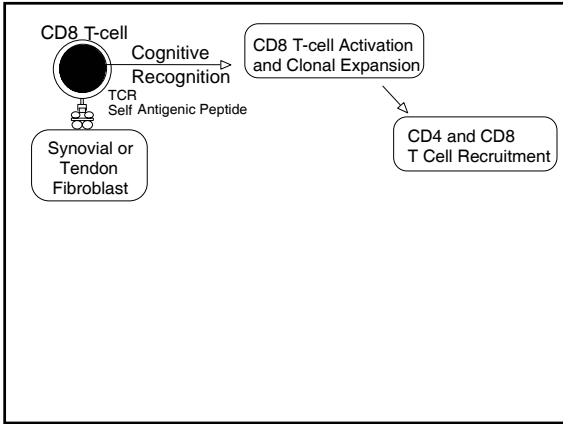 CD8 T-cell
Cognitive
Recognition
TCR
Self Antigenic Peptide
Synovial or
Tendon
Fibroblast
CD8 T-cell Activation
and Clonal Expansion
CD4 and CD8
T Cell Recruitment